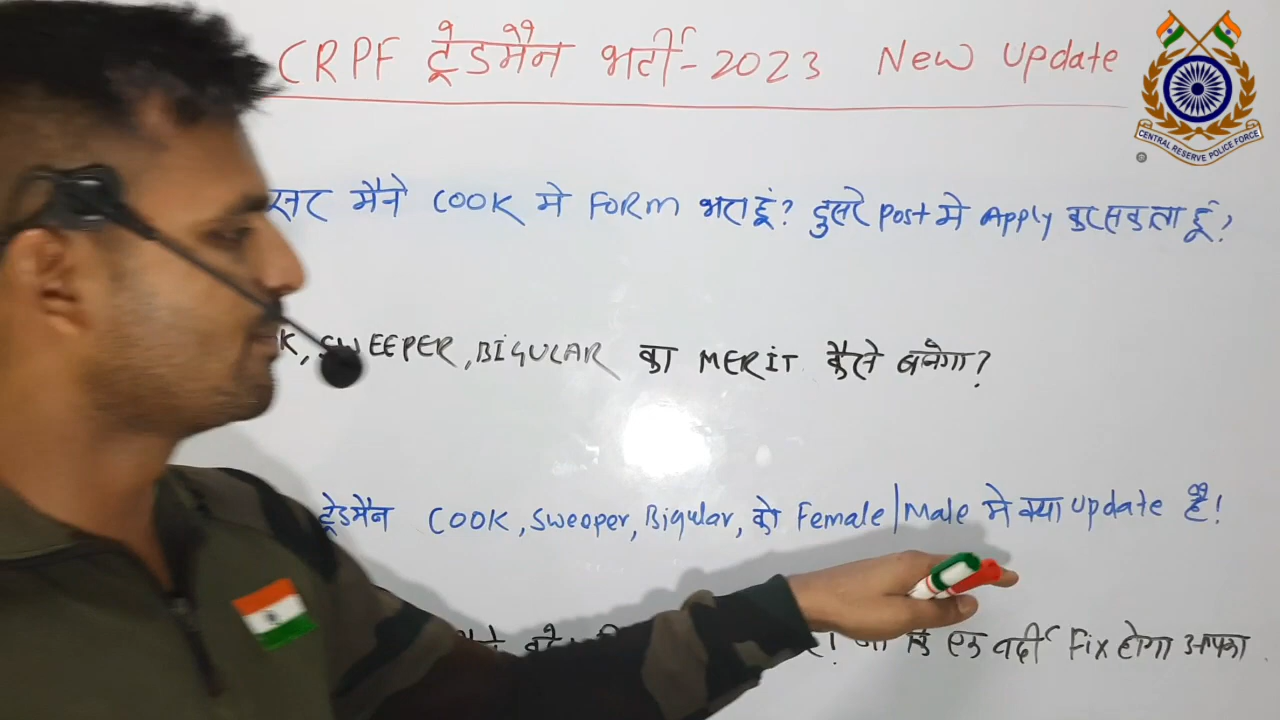 CRPF ट्रेडमैन भर्ती-2023 New Update
CENTRAL RESERVE POLICE FORCE
सर मैने COOK मे FORM भरा हूं? दुसरे Post मे Apply कर सकता हूं?
K, SWEEPER, BIGULAR का MERIT कैसे बनेगा?
ट्रेडमैन COOK, Sweoper, Bigular, को Female/Male मे क्या Update है!
एक वर्दी Fix होगा आपका